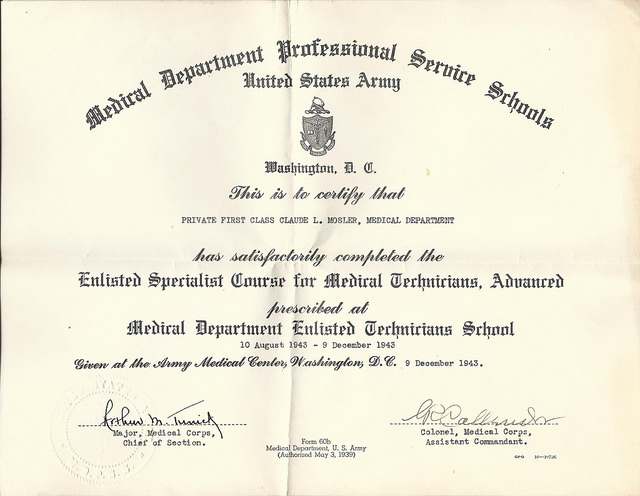 Medical Department Professional Service Schools
United States Army
Washington, D. C.
This is to certify that
PRIVATE FIRST CLASS CLAUDE L. MOSLER, MEDICAL DEPARTMENT
has satisfactorily completed the
Enlisted Specialist Course for Medical Technicians, Advanced
prescribed at
Medical Department Enlisted Technicians School
10 August 1943 - 9 December 1943
Given at the Army Medical Center, Washington, D.C. 9 December 1943.
Arthur M.
Major, Medical Corps,
Chief of Section.
Form 60b
Medical Department, U. S. Army
(Authorized May 3, 1939)
Colonel, Medical Corps,
Assistant Commandant.
GPO